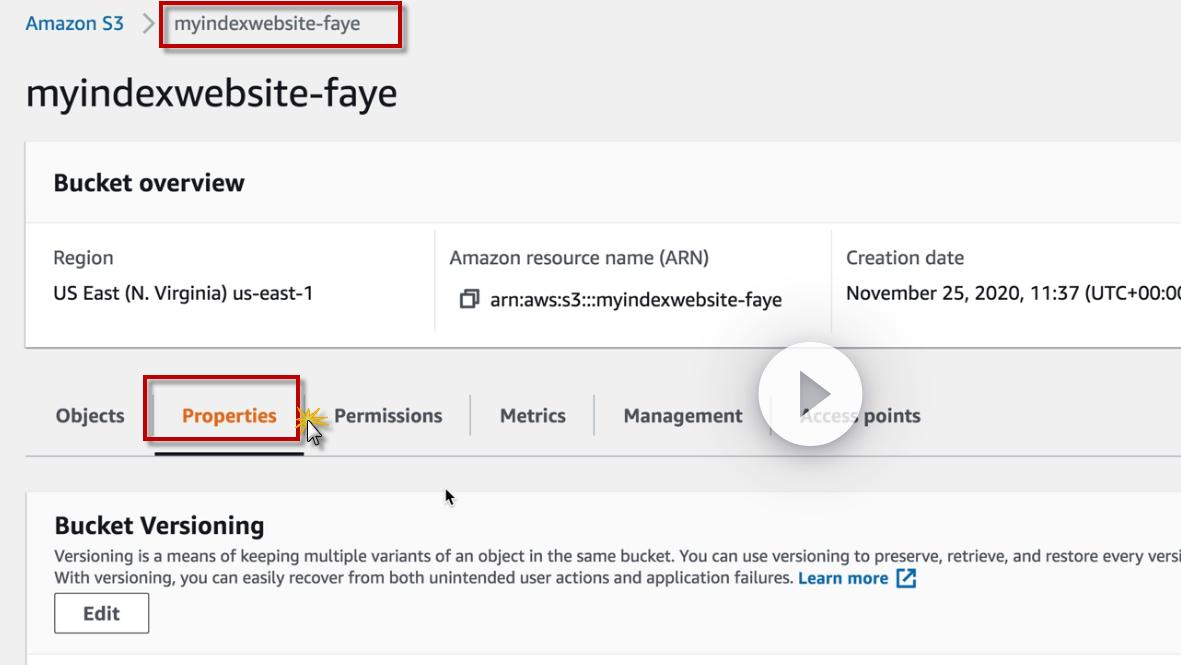 Amazon S3 myindexwebsite-faye
myindexwebsite-faye
Bucket overview
Region
US East (N. Virginia) us-east-1
Amazon resource name (ARN)
arn:aws:s3:::myindexwebsite-faye
Creation date
November 25, 2020, 11:37 (UTC+00:00
Objects Properties Permissions Metrics Management Access points
Bucket Versioning
Versioning is a means of keeping multiple variants of an object in the same bucket. You can use versioning to preserve, retrieve, and restore every versi
With versioning, you can easily recover from both unintended user actions and application failures. Learn more
Edit